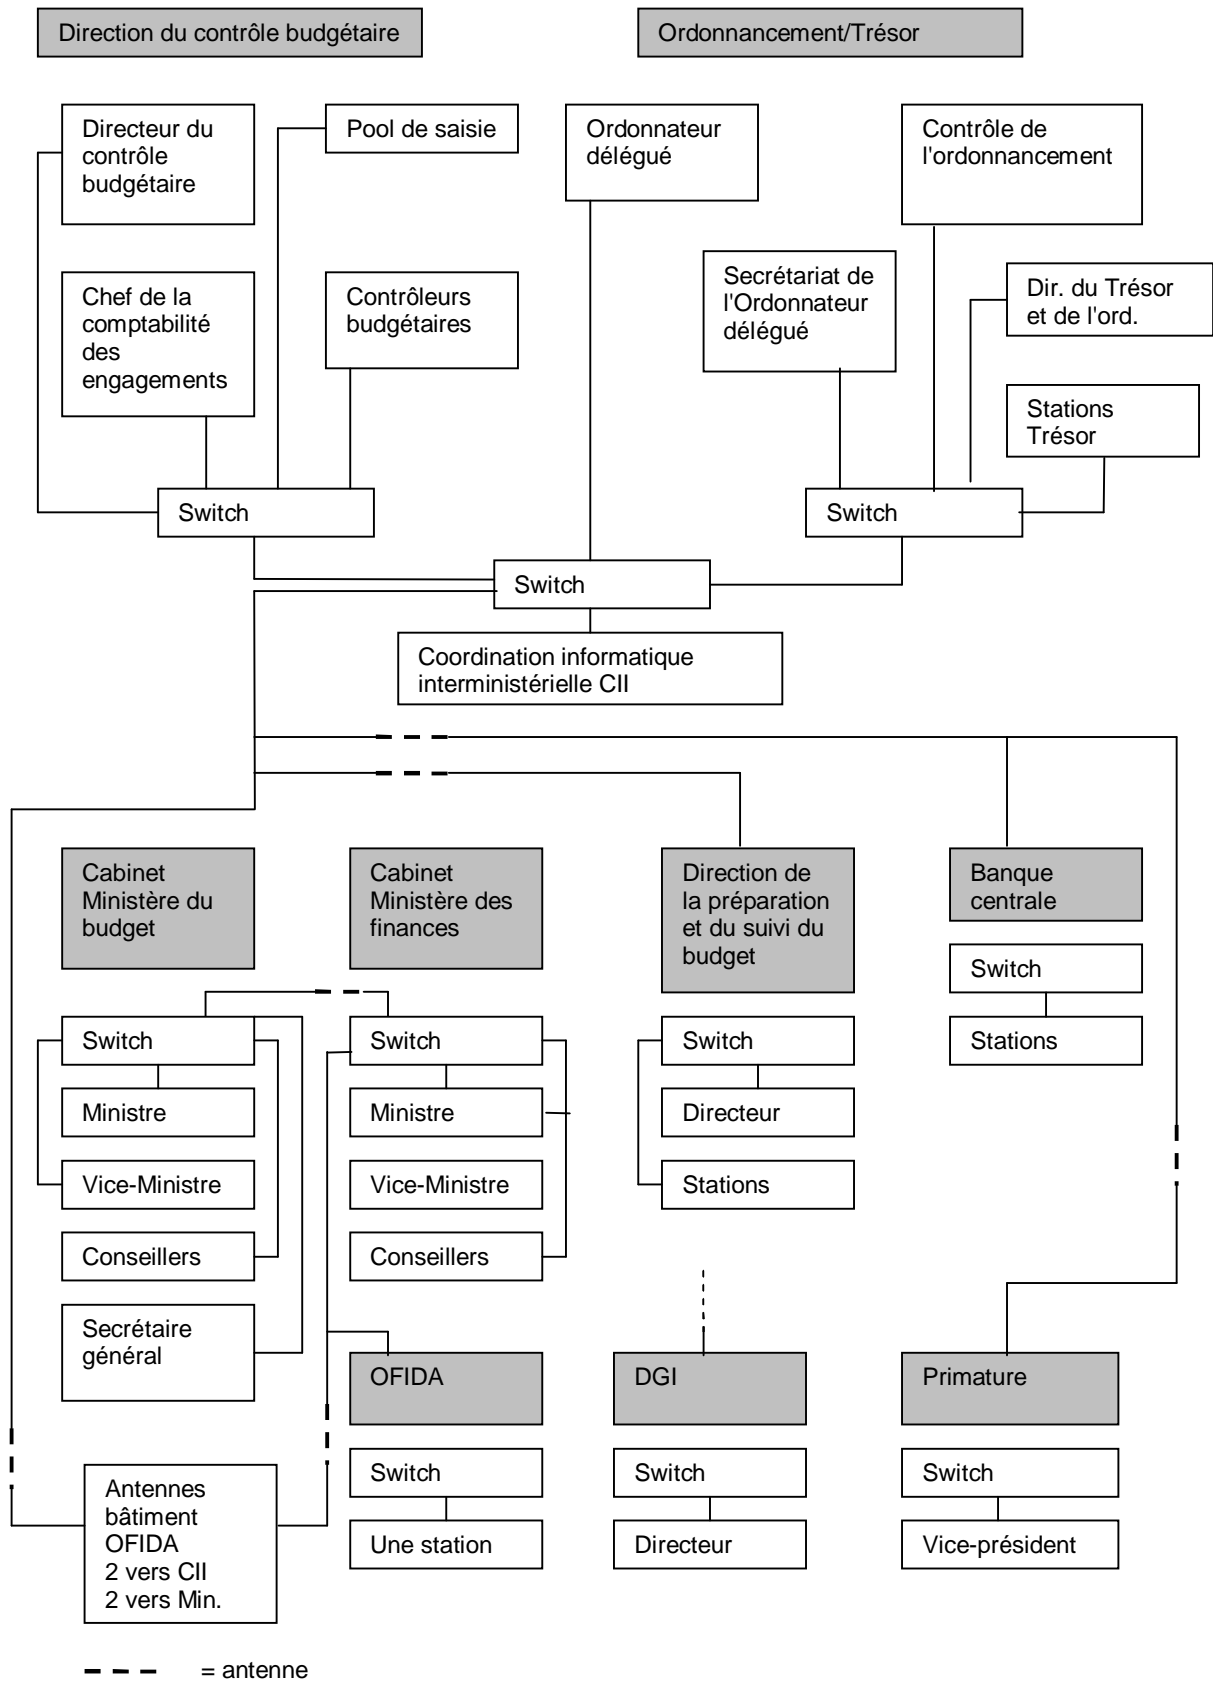 Direction du contrôle budgétaire
Ordonnancement/Trésor
Directeur du
contrôle
budgétaire
Pool de saisie
Ordonnateur
délégué
Contrôle de
l'ordonnancement
Chef de la
comptabilité
des
engagements
Contrôleurs
budgétaires
Secrétariat de
l'Ordonnateur
délégué
Dir. du Trésor
et de l'ord.
Stations
Trésor
Switch
Switch
Switch
Coordination informatique
interministérielle CII
Cabinet
Ministère du
budget
Cabinet
Ministère des
finances
Direction de
la préparation
et du suivi du
budget
Banque
centrale
Switch
Stations
Switch
Ministre
Vice-Ministre
Conseillers
Secrétaire
général
Switch
Ministre
Vice-Ministre
Conseillers
Switch
Directeur
Stations
OFIDA
DGI
Primature
Antennes
bâtiment
OFIDA
2 vers CII
2 vers Min.
Switch
Une station
Switch
Directeur
Switch
Vice-président
= antenne